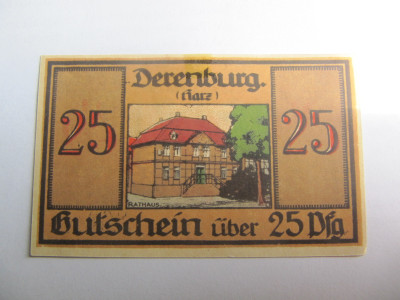 Derenburg.
(Harz)
25 25
RATHAUS.
Gutschein über 25 Pfg